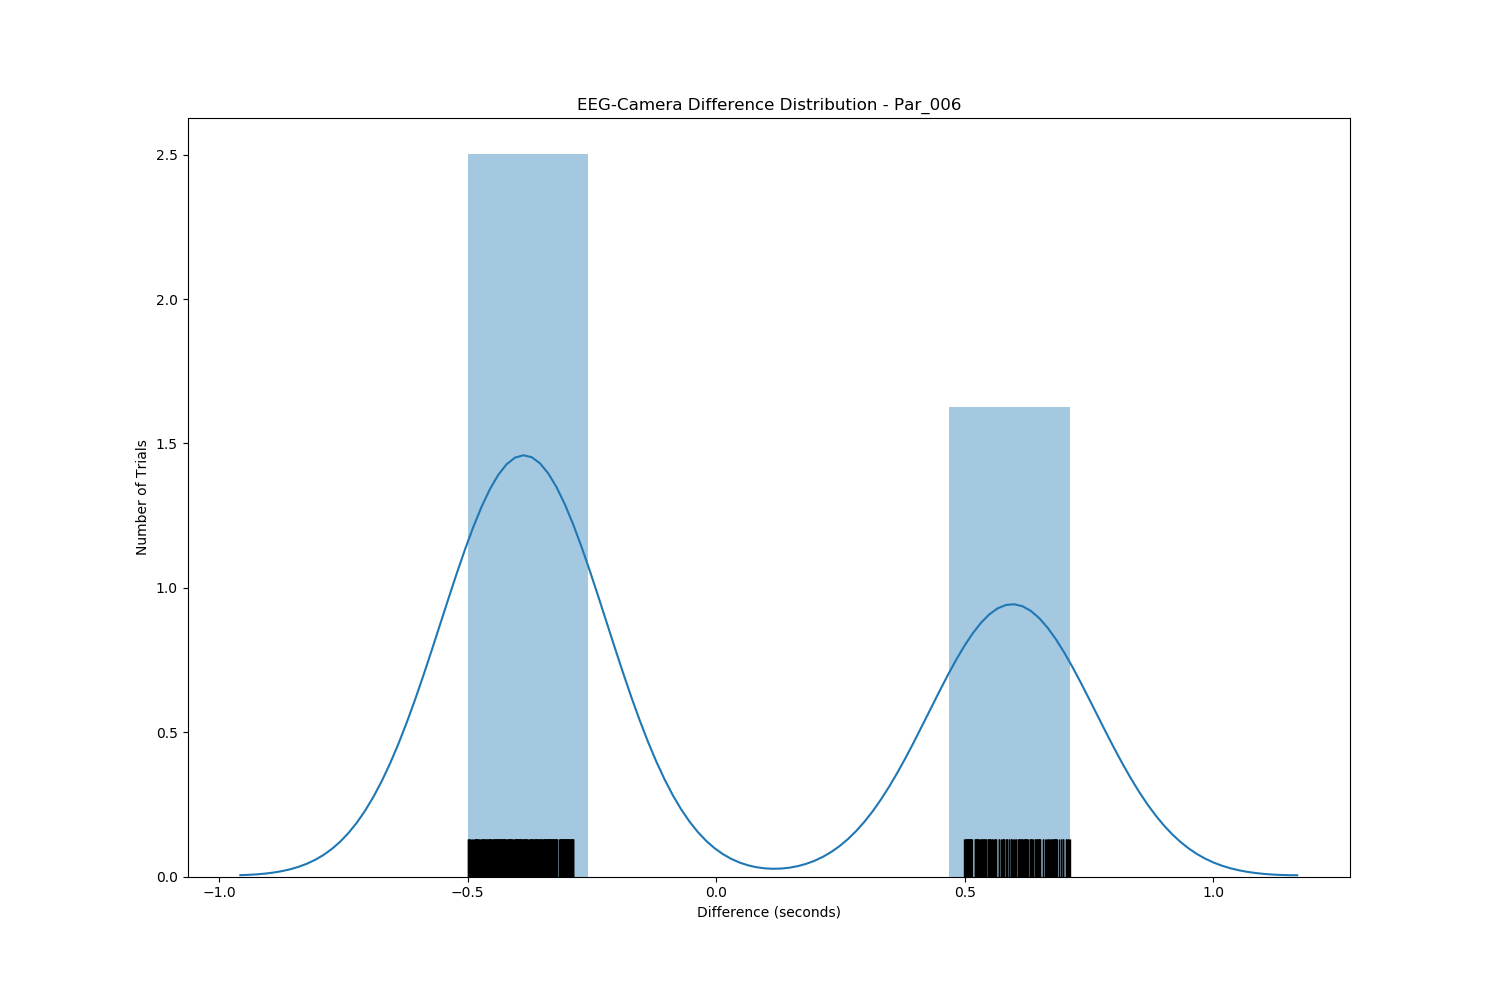 EEG-Camera Difference Distribution - Par_006
2.5
2.0
1.5
1.0
0.5
0.0
Number of Trials
−1.0 −0.5 0.0 0.5 1.0
Difference (seconds)